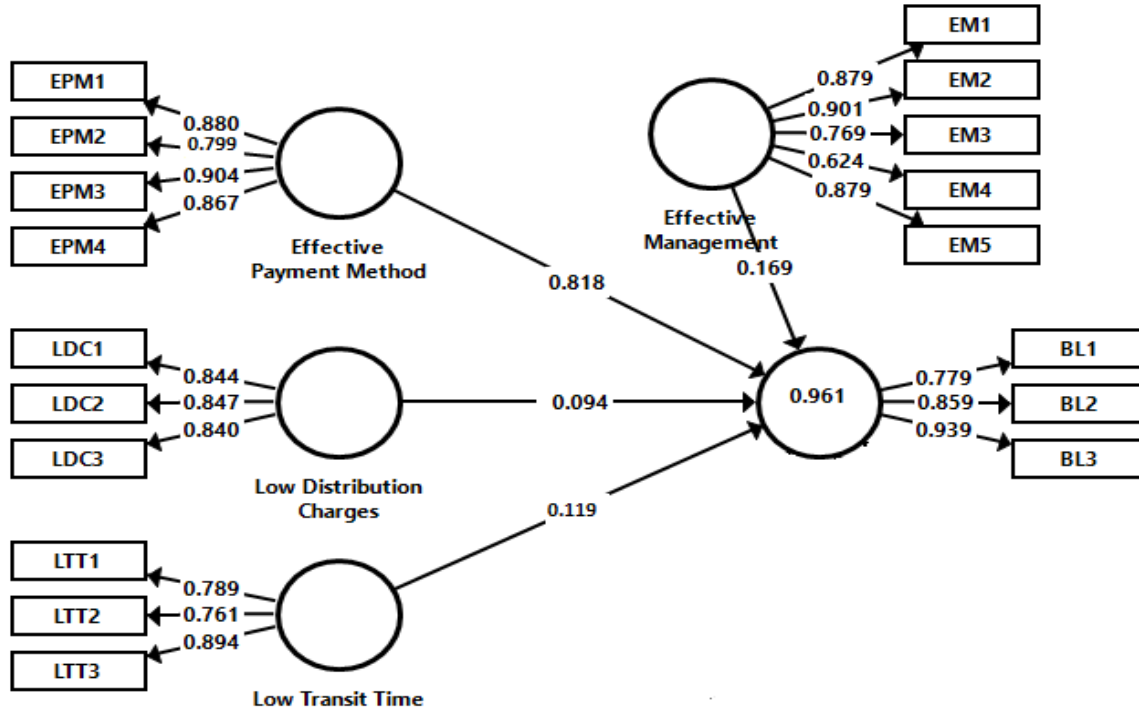 EPM1
EPM2
EPM3
EPM4
0.880
0.799
0.904
0.867
Effective
Payment Method
EM1
EM2
EM3
EM4
EM5
0.879
0.901
0.769
0.624
0.879
Effective
Management
0.818
0.169
LDC1
LDC2
LDC3
0.844
0.847
0.840
Low Distribution
Charges
0.094
0.961
BL1
BL2
BL3
0.779
0.859
0.939
LTT1
LTT2
LTT3
0.789
0.761
0.894
Low Transit Time
0.119